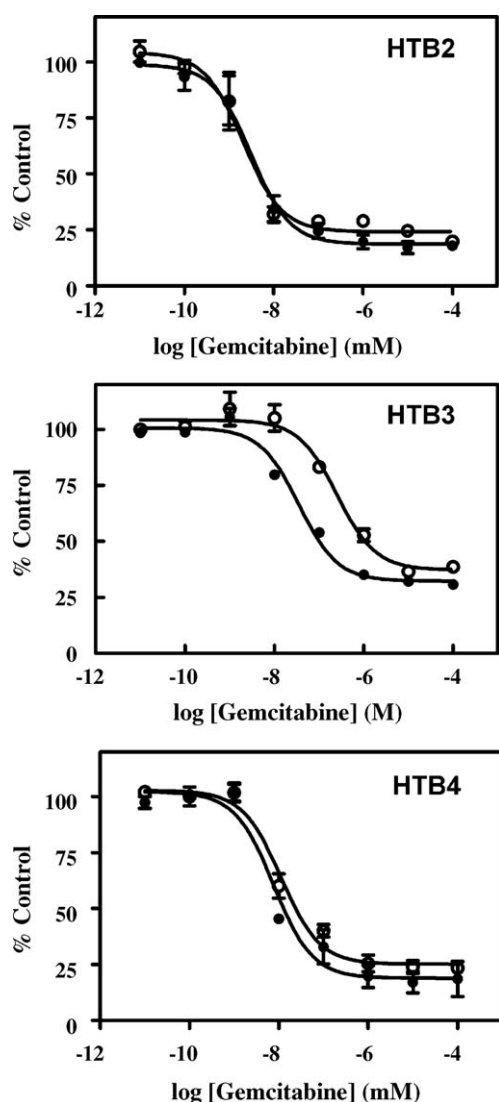 HTB2
100
75
50
25
0
% Control
-12 -10 -8 -6 -4
log [Gemcitabine] (mM)
HTB3
100
75
50
25
0
% Control
-12 -10 -8 -6 -4
log [Gemcitabine] (M)
HTB4
100
75
50
25
0
% Control
-12 -10 -8 -6 -4
log [Gemcitabine] (mM)